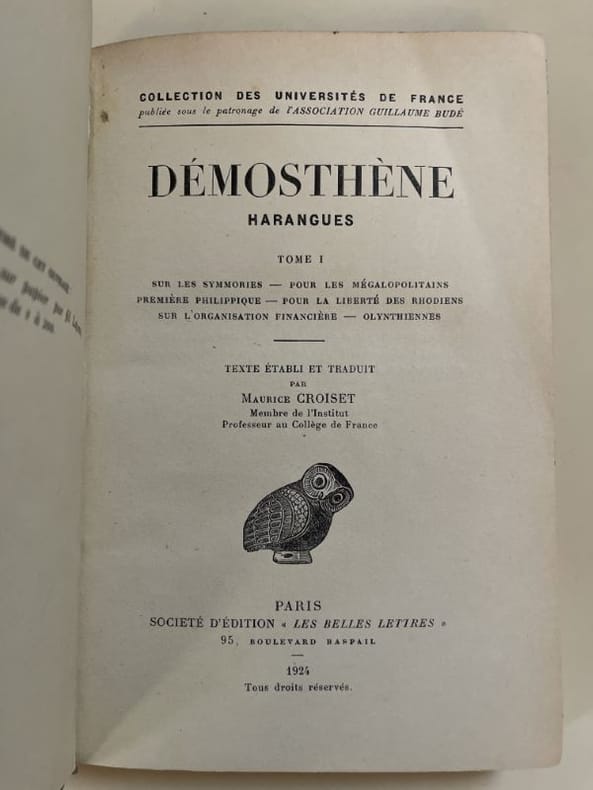 COLLECTION DES UNIVERSITÉS DE FRANCE
publiée sous le patronage de l'ASSOCIATION GUILLAUME BUDÉ
DÉMOSTHÈNE
HARANGUES
TOME I
SUR LES SYMMORIES — POUR LES MÉGALOPOLITAINS
PREMIÈRE PHILIPPIQUE — POUR LA LIBERTÉ DES RHODIENS
SUR L'ORGANISATION FINANCIÈRE — OLYNTHIENNES
TEXTE ÉTABLI ET TRADUIT
PAR
MAURICE CROISET
Membre de l'Institut
Professeur au Collège de France
PARIS
SOCIETÉ D'ÉDITION « LES BELLES LETTRES »
95, BOULEVARD RASPAIL
1924
Tous droits réservés.